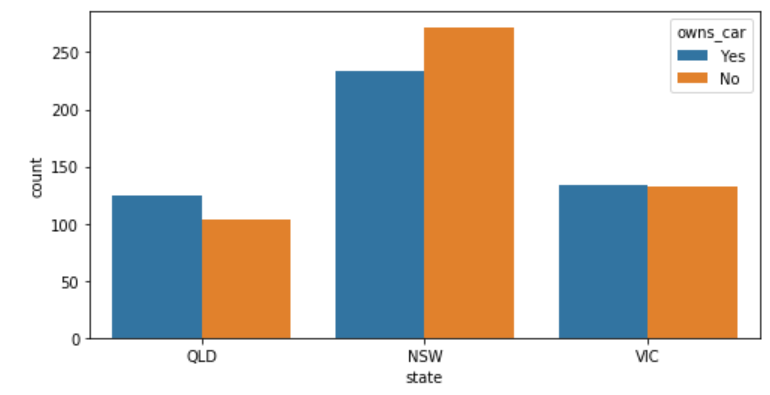 owns_car
Yes
No
250
200
150
100
50
0
count
QLD NSW VIC
state